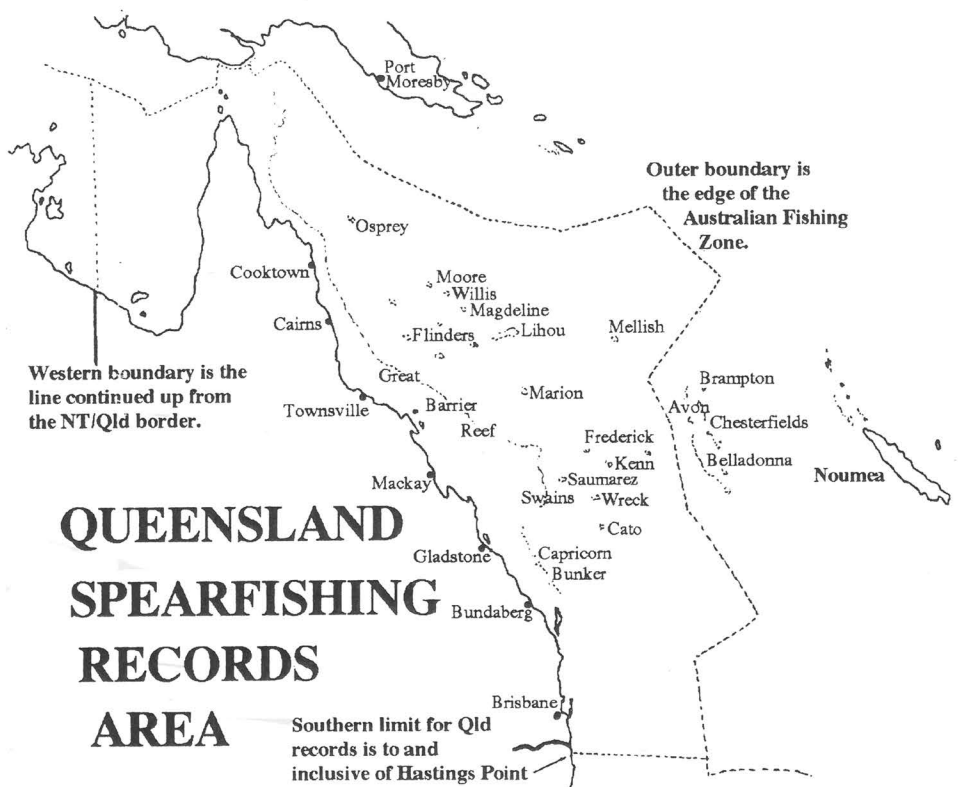 Port
Moresby
Outer boundary is
the edge of the
Australian Fishing
Zone.
Osprey
Cooktown
Moore
Willis
Magdeline
Cairns
Flinders
Lihou
Mellish
Western boundary is the
line continued up from
the NT/Qld border.
Great
Barrier
Reef
Townsville
Marion
Brampton
Avon
Chesterfields
Frederick
Kenn
Belladonna
Noumea
Mackay
Saumarez
Swains
Wreck
Cato
QUEENSLAND
SPEARFISHING
RECORDS
AREA
Gladstone
Capricorn
Bunker
Bundaberg
Brisbane
Southern limit for Qld
records is to and
inclusive of Hastings Point